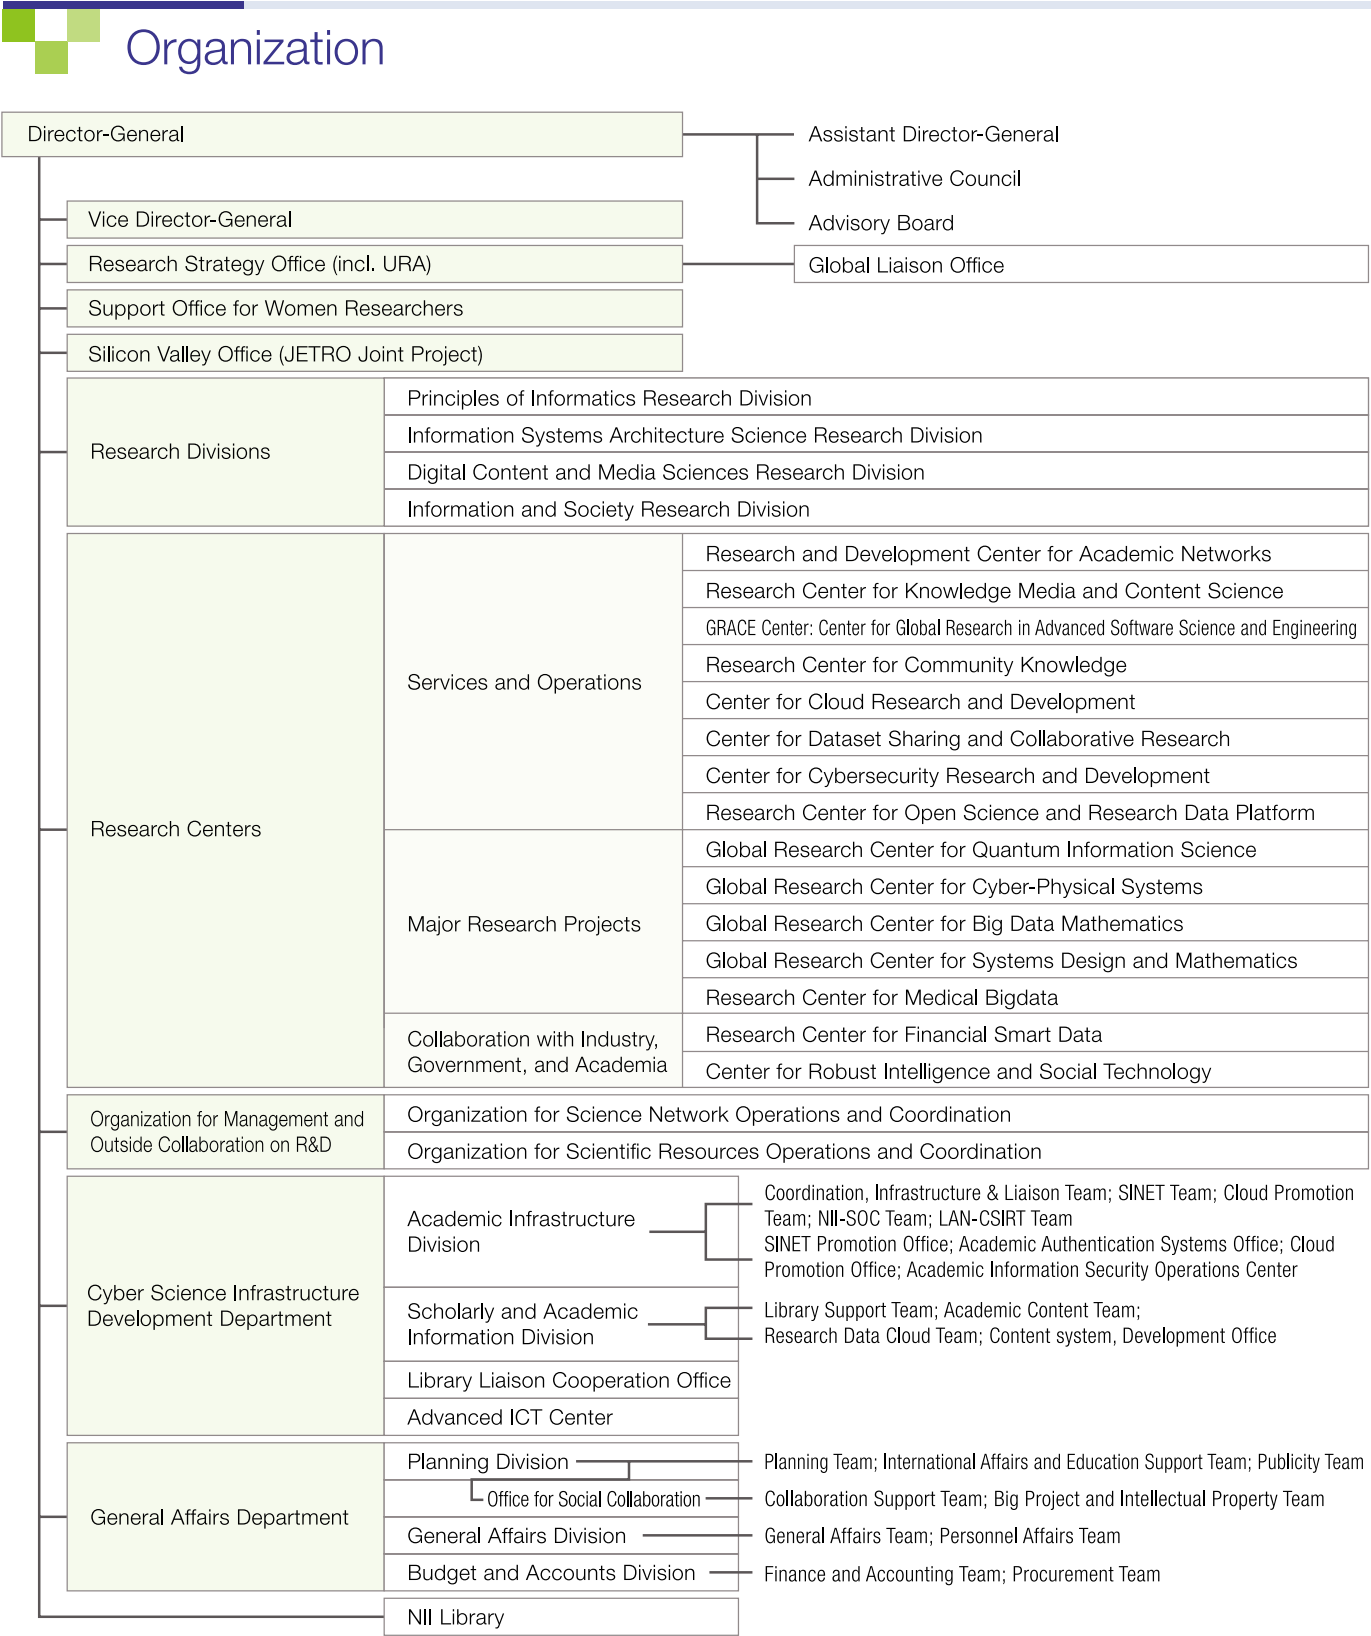 Organization
Director-General
Assistant Director-General
Administrative Council
Advisory Board
Vice Director-General
Research Strategy Office (incl. URA)
Global Liaison Office
Support Office for Women Researchers
Silicon Valley Office (JETRO Joint Project)
Research Divisions
Principles of Informatics Research Division
Information Systems Architecture Science Research Division
Digital Content and Media Sciences Research Division
Information and Society Research Division
Research Centers
Services and Operations
Research and Development Center for Academic Networks
Research Center for Knowledge Media and Content Science
GRACE Center: Center for Global Research in Advanced Software Science and Engineering
Research Center for Community Knowledge
Center for Cloud Research and Development
Center for Dataset Sharing and Collaborative Research
Center for Cybersecurity Research and Development
Research Center for Open Science and Research Data Platform
Major Research Projects
Global Research Center for Quantum Information Science
Global Research Center for Cyber-Physical Systems
Global Research Center for Big Data Mathematics
Global Research Center for Systems Design and Mathematics
Research Center for Medical Bigdata
Collaboration with Industry,
Government, and Academia
Research Center for Financial Smart Data
Center for Robust Intelligence and Social Technology
Organization for Management and
Outside Collaboration on R&D
Organization for Science Network Operations and Coordination
Organization for Scientific Resources Operations and Coordination
Cyber Science Infrastructure
Development Department
Academic Infrastructure
Division
Coordination, Infrastructure & Liaison Team; SINET Team; Cloud Promotion
Team; NII-SOC Team; LAN-CSIRT Team
SINET Promotion Office; Academic Authentication Systems Office; Cloud
Promotion Office; Academic Information Security Operations Center
Scholarly and Academic
Information Division
Library Support Team; Academic Content Team;
Research Data Cloud Team; Content system, Development Office
Library Liaison Cooperation Office
Advanced ICT Center
General Affairs Department
Planning Division
Planning Team; International Affairs and Education Support Team; Publicity Team
Office for Social Collaboration
Collaboration Support Team; Big Project and Intellectual Property Team
General Affairs Division
General Affairs Team; Personnel Affairs Team
Budget and Accounts Division
Finance and Accounting Team; Procurement Team
NII Library